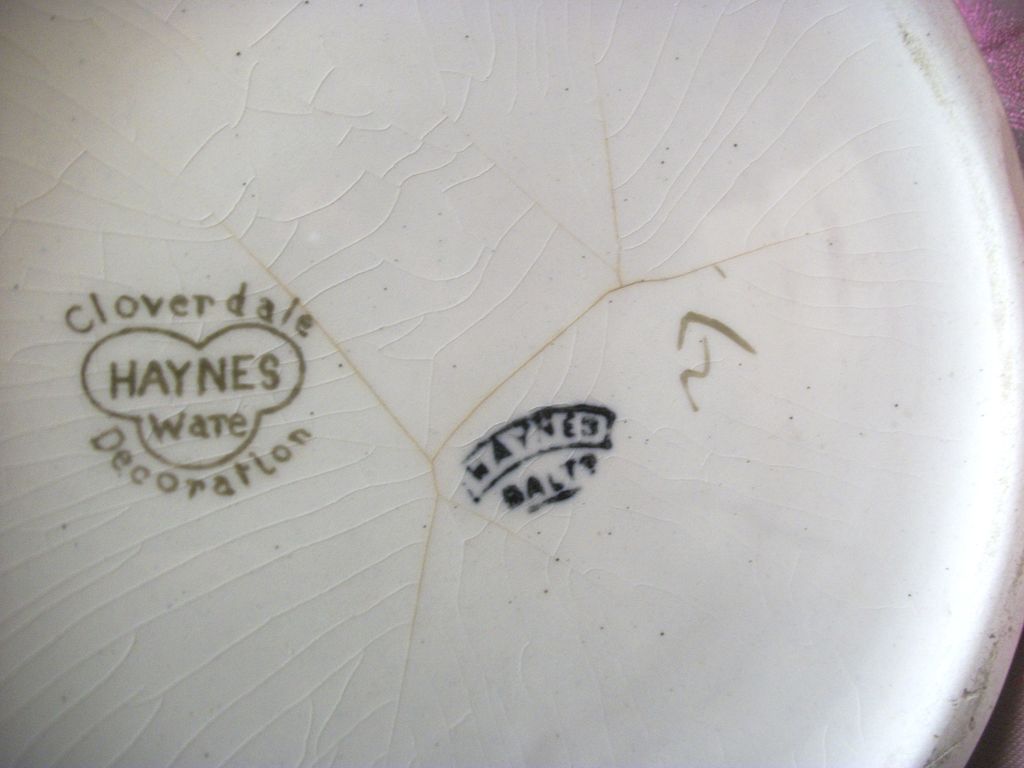 Cloverdale
HAYNES
Ware
Decoration
HAYNES
BALTO